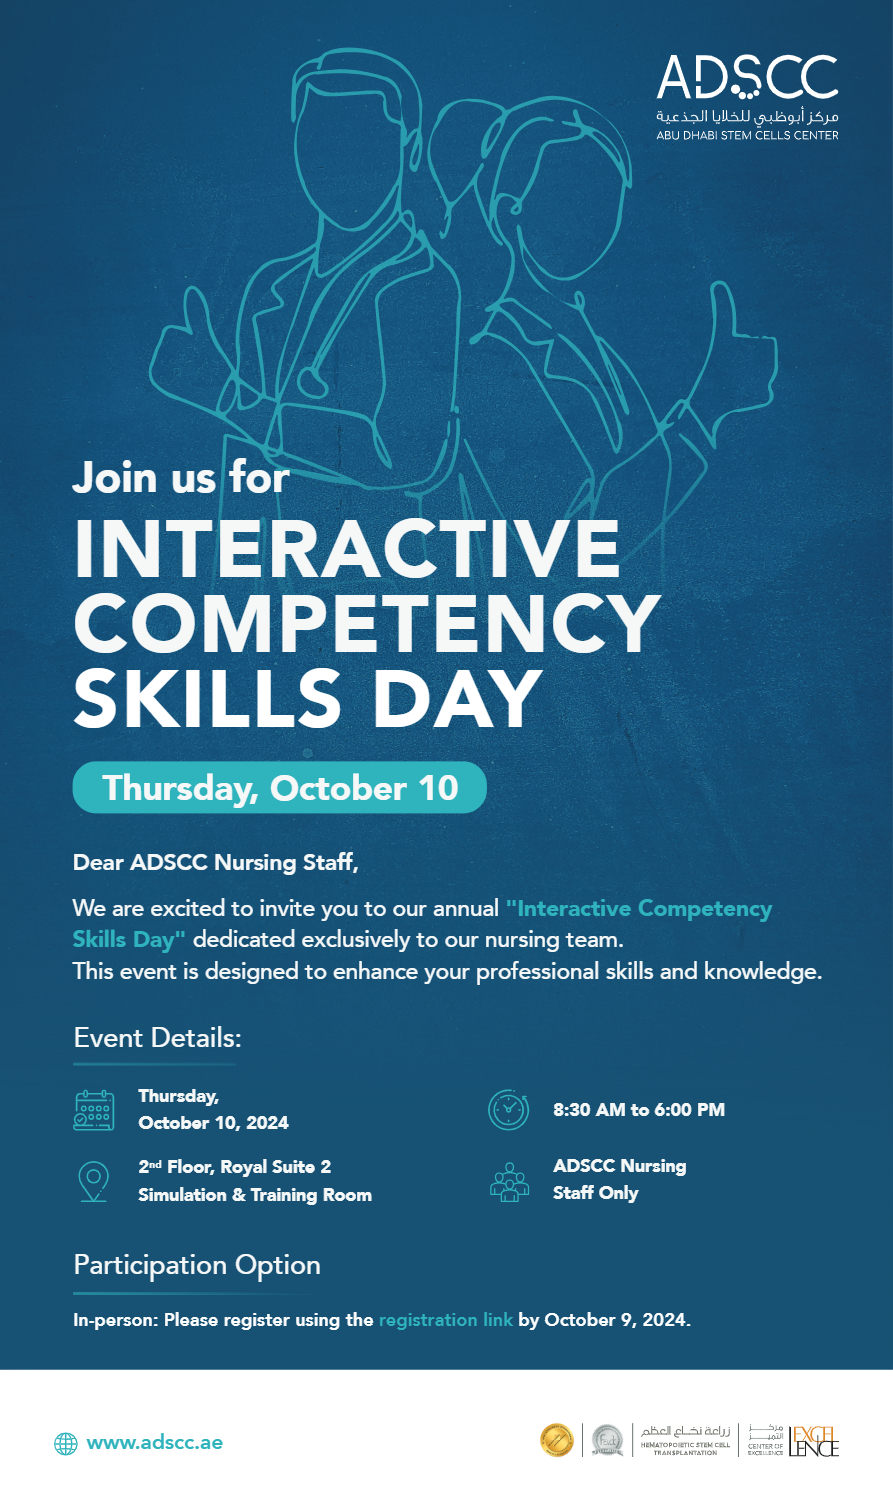 ADSCC
مركز أبوظبي للخلايا الجذعية
ABU DHABI STEM CELLS CENTER
Join us for
INTERACTIVE
COMPETENCY
SKILLS DAY
Thursday, October 10
Dear ADSCC Nursing Staff,
We are excited to invite you to our annual "Interactive Competency
Skills Day" dedicated exclusively to our nursing team.
This event is designed to enhance your professional skills and knowledge.
Event Details:
Thursday,
October 10, 2024
8:30 AM to 6:00 PM
2nd Floor, Royal Suite 2
Simulation & Training Room
ADSCC Nursing
Staff Only
Participation Option
In-person: Please register using the registration link by October 9, 2024.
www.adscc.ae
زراعة نخاع العظم
HEMATOPOIETIC STEM CELL
TRANSPLANTATION
مركز
التميز
CENTER OF
EXCELLENCE
EXCEL
LENCE